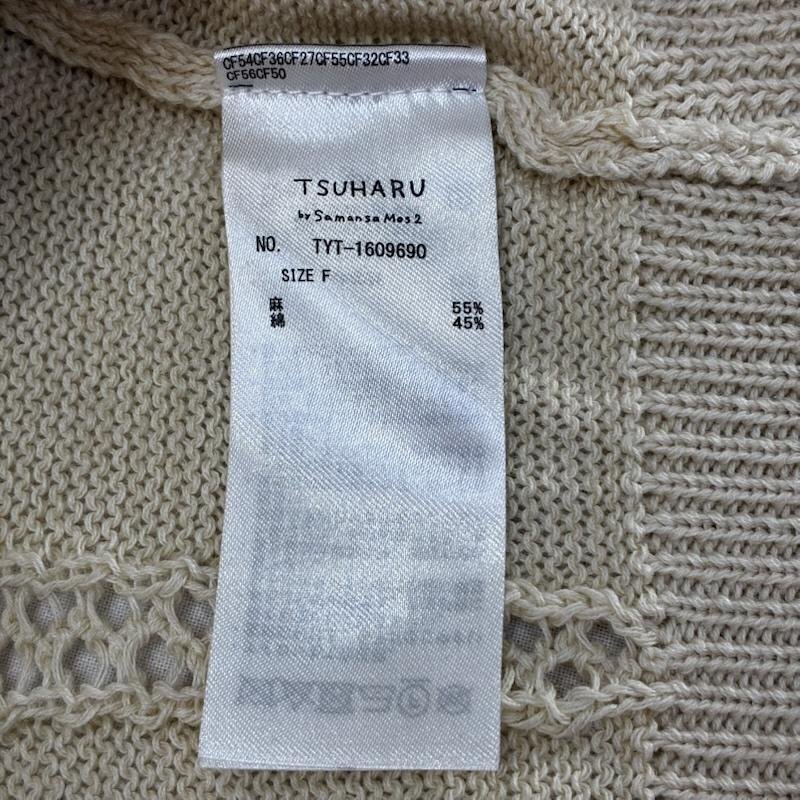 CF54CF36CF27CF55CF32CF33
CF56CF50
TSUHARU
by Samansa Mos2
NO. TYT-1609690
SIZE F
麻 55%
綿 45%